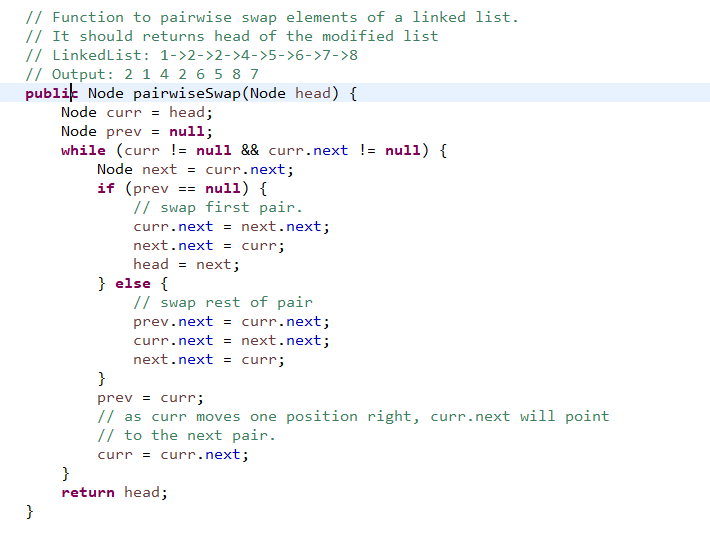 // Function to pairwise swap elements of a linked list.
// It should returns head of the modified list
// LinkedList: 1->2->2->4->5->6->7->8
// Output: 2 1 4 2 6 5 8 7
public Node pairwiseSwap(Node head) {
    Node curr = head;
    Node prev = null;
    while (curr != null && curr.next != null) {
        Node next = curr.next;
        if (prev == null) {
            // swap first pair.
            curr.next = next.next;
            next.next = curr;
            head = next;
        } else {
            // swap rest of pair
            prev.next = curr.next;
            curr.next = next.next;
            next.next = curr;
        }
        prev = curr;
        // as curr moves one position right, curr.next will point
        // to the next pair.
        curr = curr.next;
    }
    return head;
}